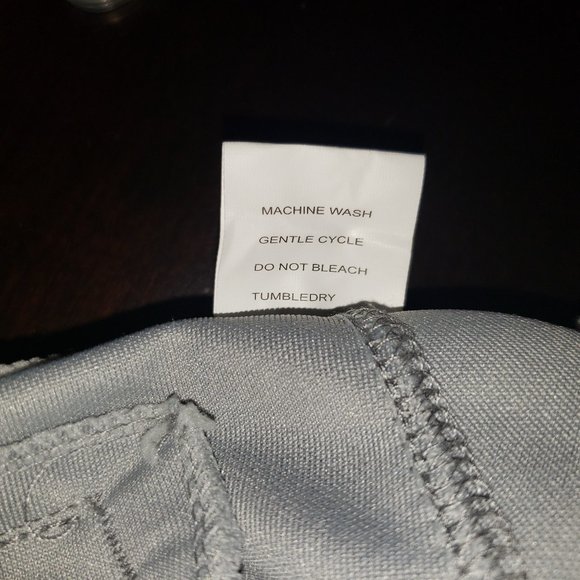 MACHINE WASH
GENTLE CYCLE
DO NOT BLEACH
TUMBLEDRY